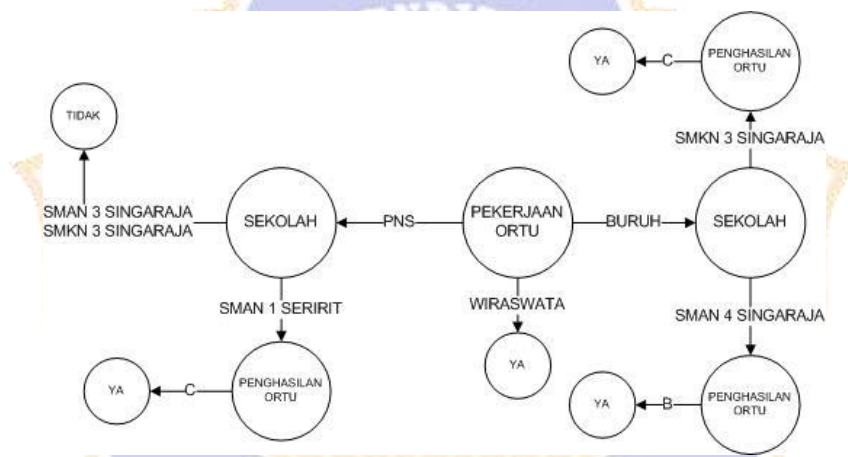 YA
C
PENGHASILAN
ORTU
TIDAK
SMKN 3 SINGARAJA
SMAN 3 SINGARAJA
SMKN 3 SINGARAJA
SEKOLAH
PNS
PEKERJAAN
ORTU
BURUH
SEKOLAH
SMAN 1 SERIRIT
WIRASWATA
SMAN 4 SINGARAJA
YA
YA
C
PENGHASILAN
ORTU
YA
B
PENGHASILAN
ORTU